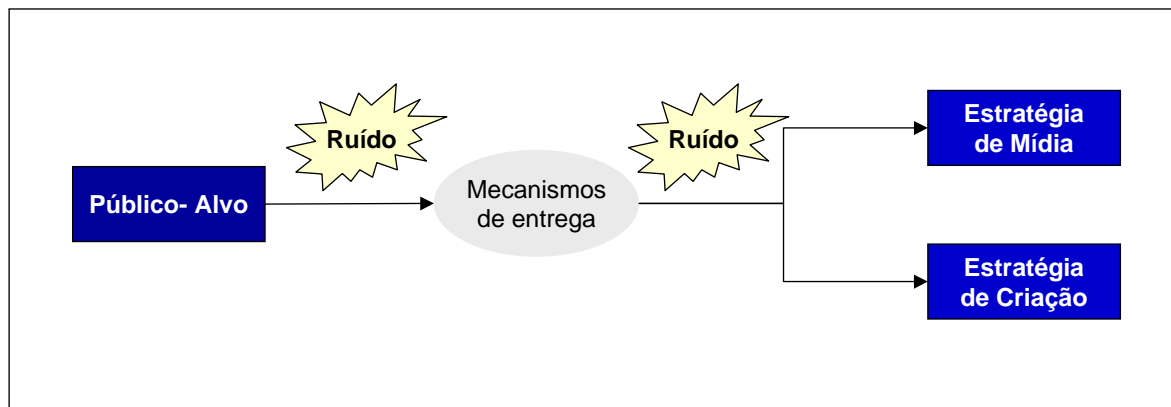 Público- Alvo
Ruído
Mecanismos
de entrega
Ruído
Estratégia
de Mídia
Estratégia
de Criação